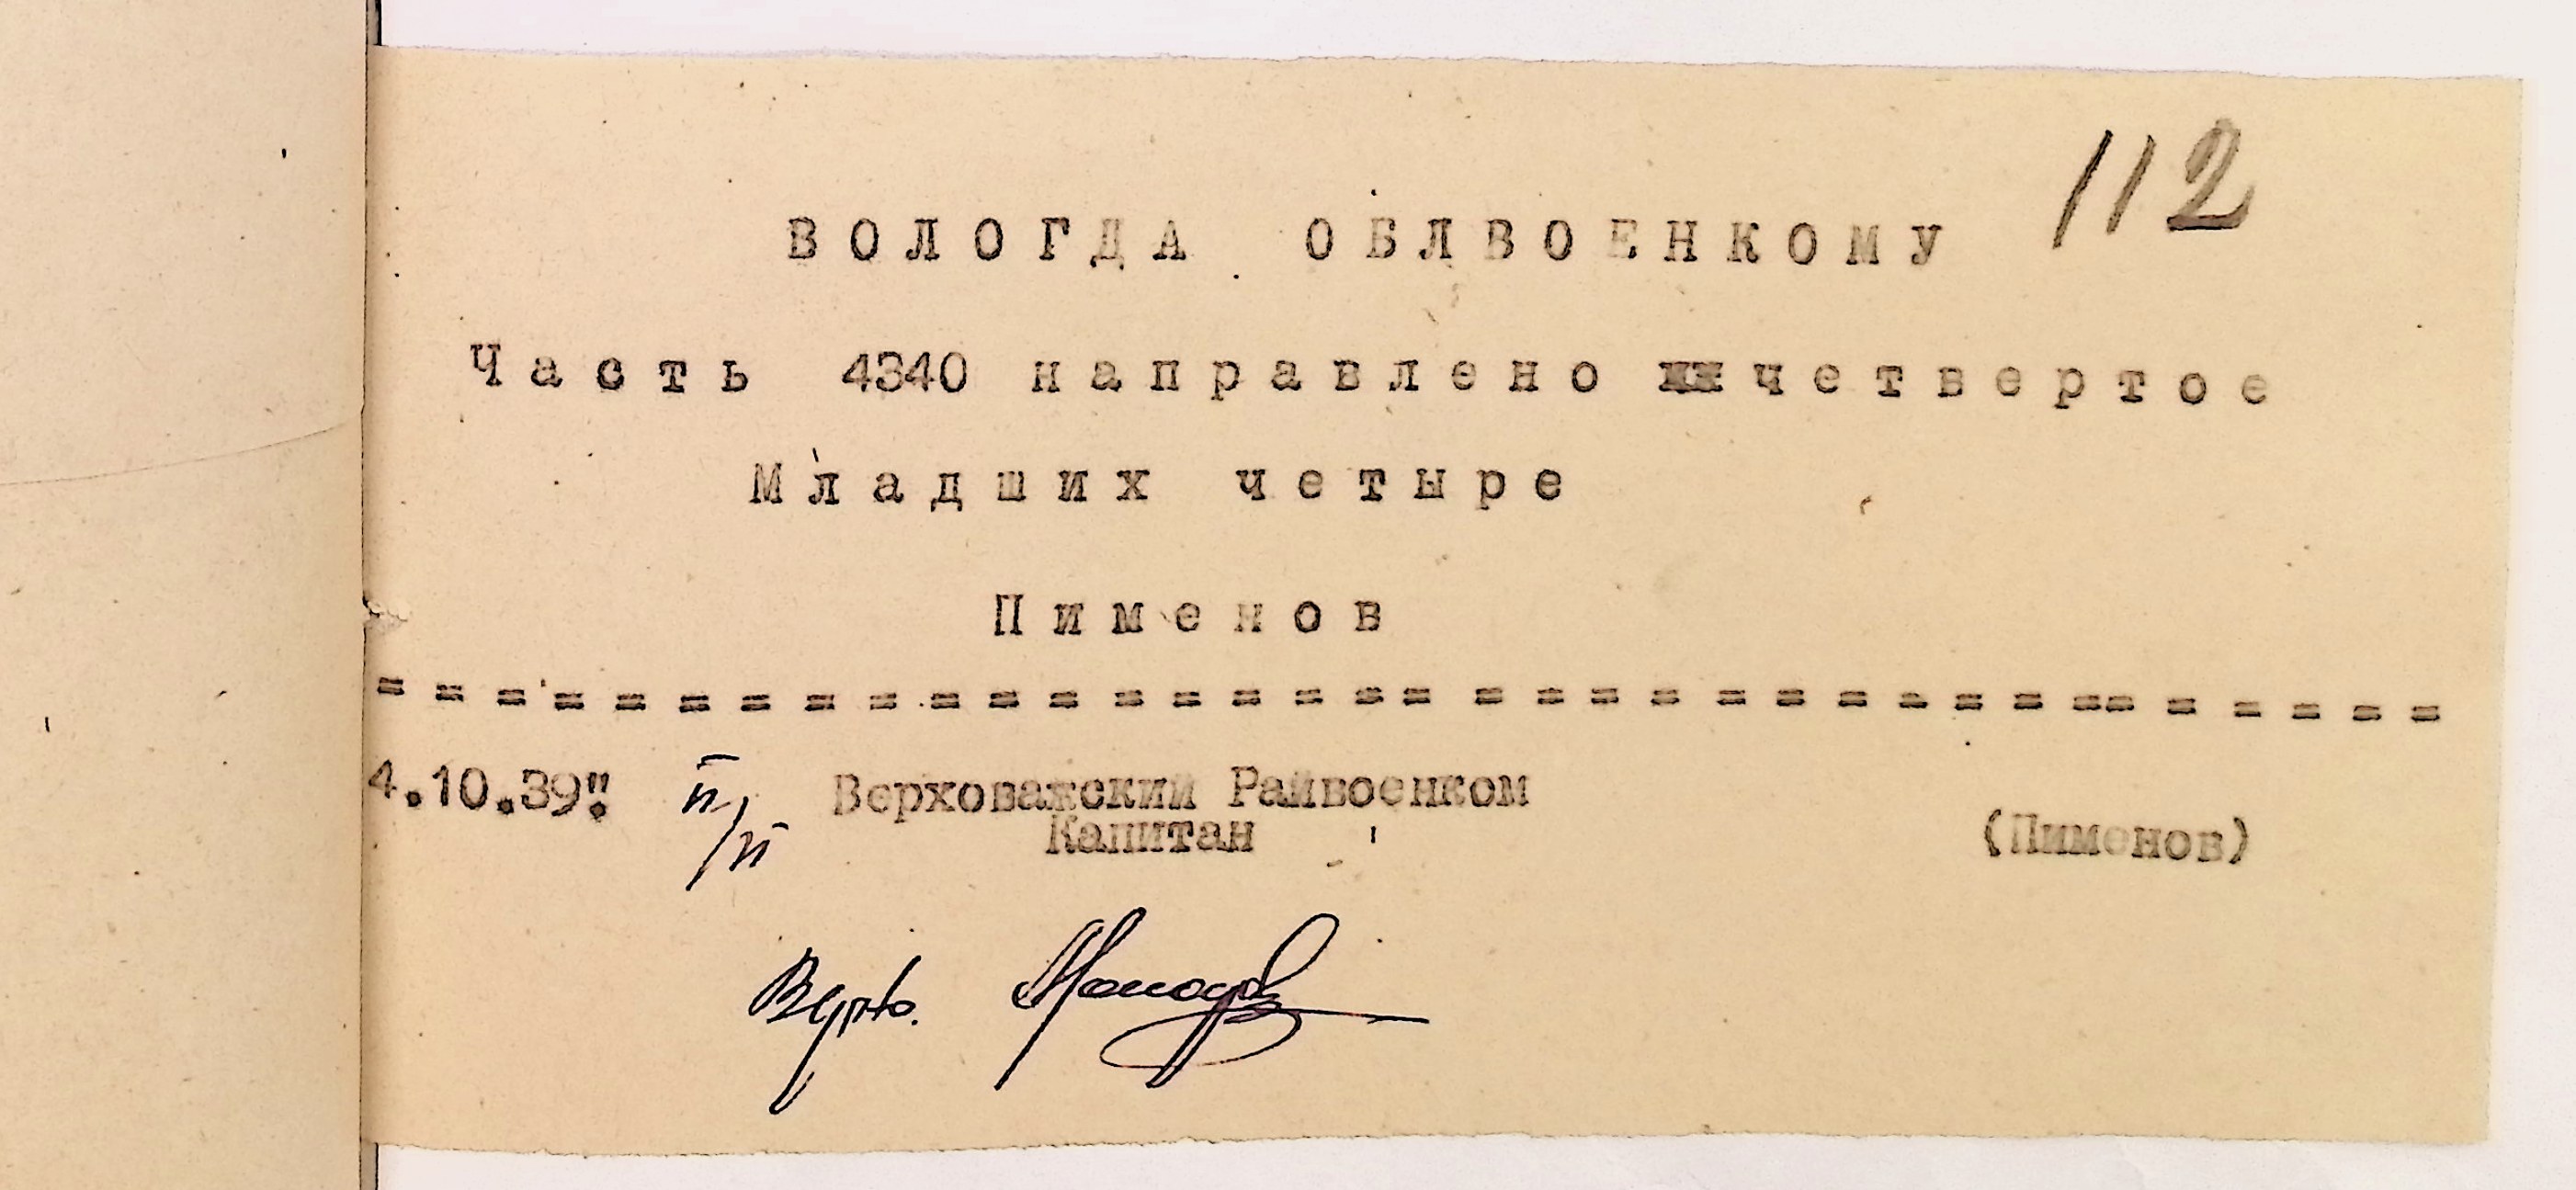 112
ВОЛОГДА ОБЛВОЕНКОМУ
Часть 4340 направлено четвертое
Младших четыре
Пименов
4.10.39".
п/п Верховажский Райвоенком
Капитан (Пименов)
Верно.